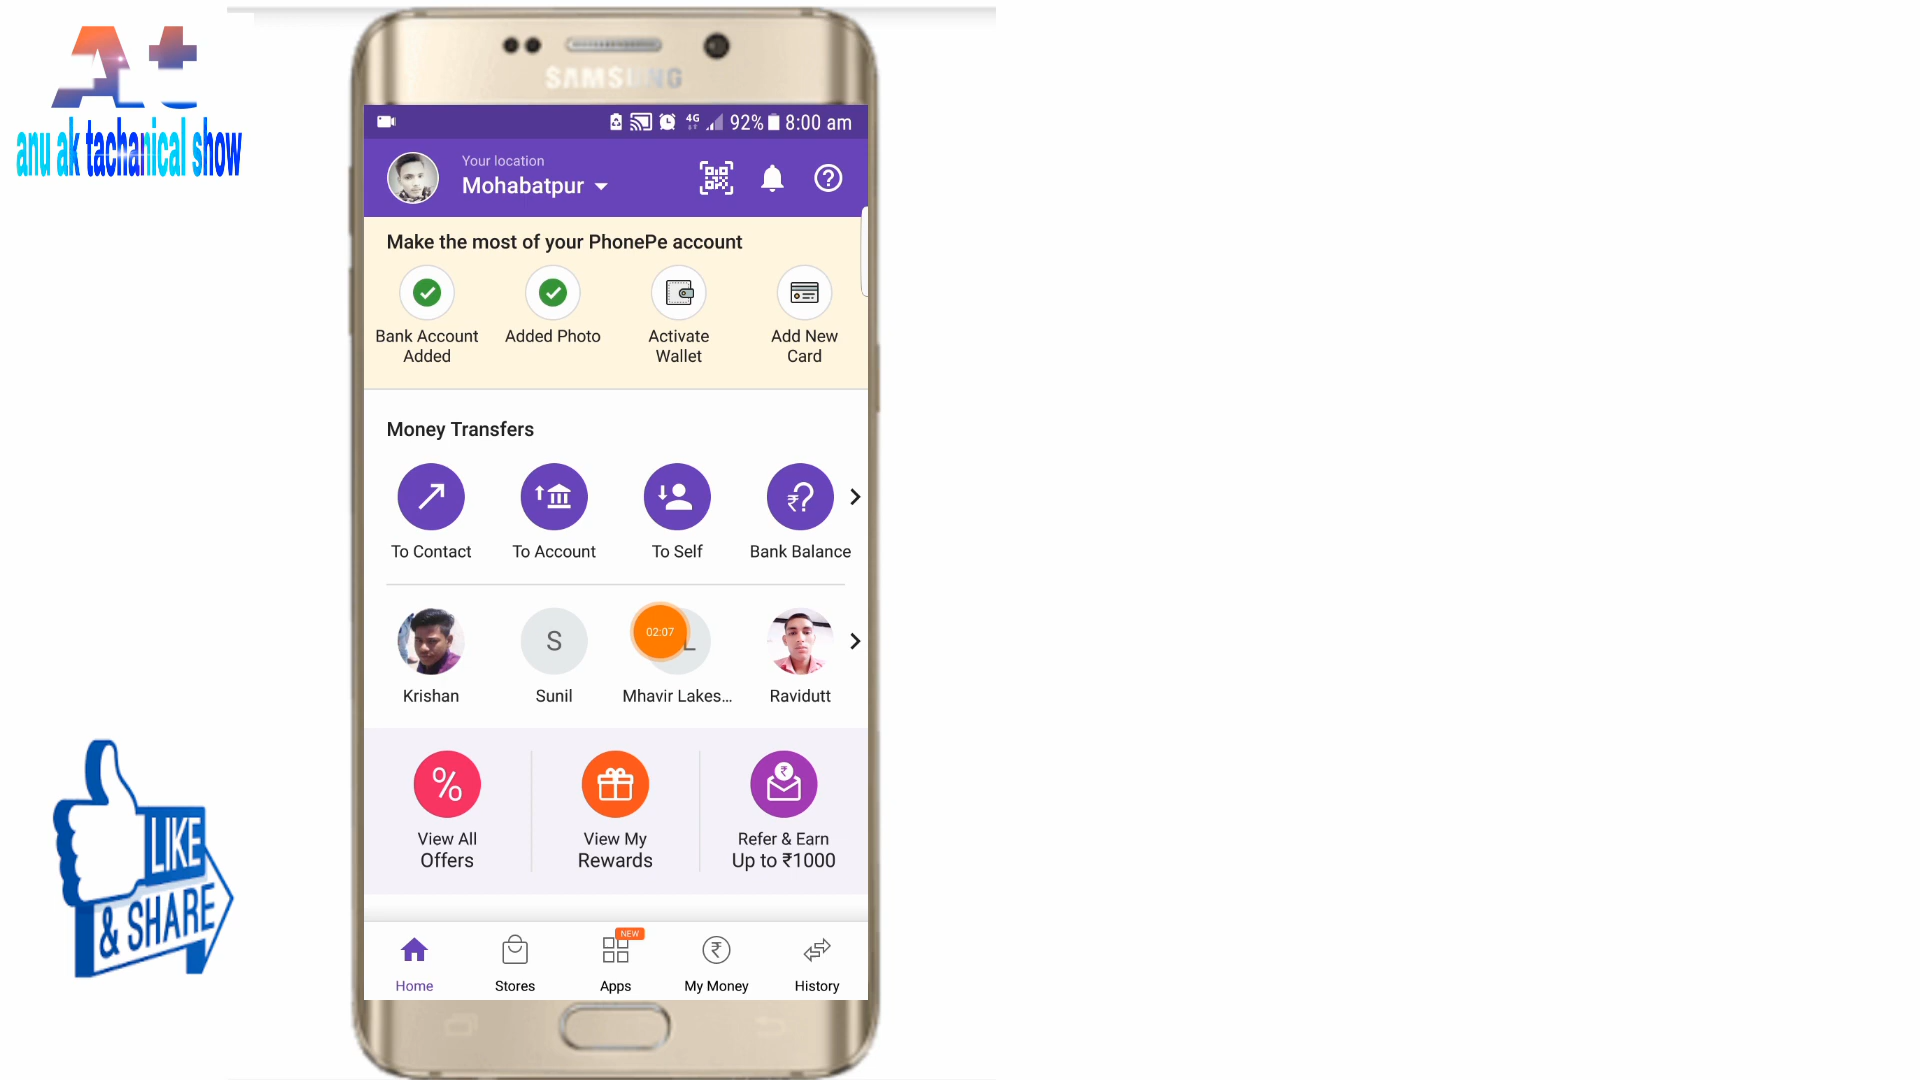 At
anu ak tachanical show
SAMSUNG
4G 92% 8:00 am
Your location
Mohabatpur
Make the most of your PhonePe account
Bank Account Added
Added Photo
Activate Wallet
Add New Card
Money Transfers
To Contact
To Account
To Self
Bank Balance
S
02:07
L
Krishan
Sunil
Mhavir Lakes...
Ravidutt
%
View All Offers
View My Rewards
Refer & Earn Up to ₹1000
LIKE
& SHARE
NEW
Home
Stores
Apps
My Money
History